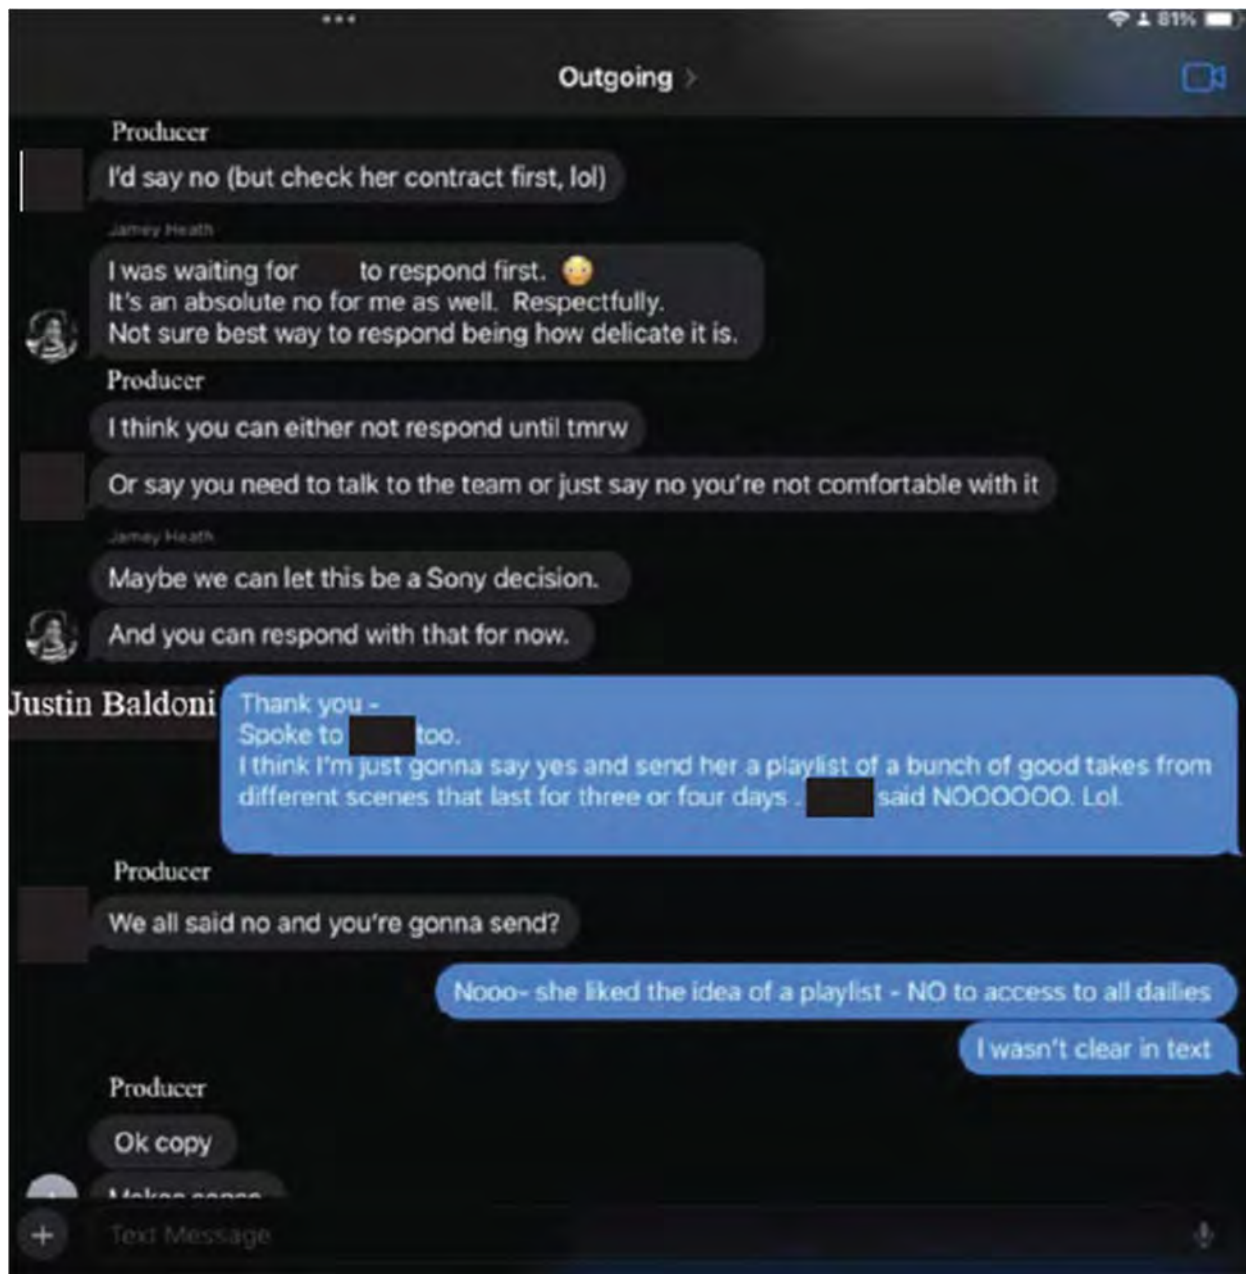 81%
Outgoing >
Producer
I'd say no (but check her contract first, lol)
Jamey Heath
I was waiting for to respond first. 😳
It's an absolute no for me as well. Respectfully.
Not sure best way to respond being how delicate it is.
Producer
I think you can either not respond until tmrw
Or say you need to talk to the team or just say no you're not comfortable with it
Jamey Heath
Maybe we can let this be a Sony decision.
And you can respond with that for now.
Justin Baldoni
Thank you -
Spoke to too.
I think I'm just gonna say yes and send her a playlist of a bunch of good takes from
different scenes that last for three or four days . said NOOOOOO. Lol.
Producer
We all said no and you're gonna send?
Nooo- she liked the idea of a playlist - NO to access to all dailies
I wasn't clear in text
Producer
Ok copy
Makes sense
Text Message